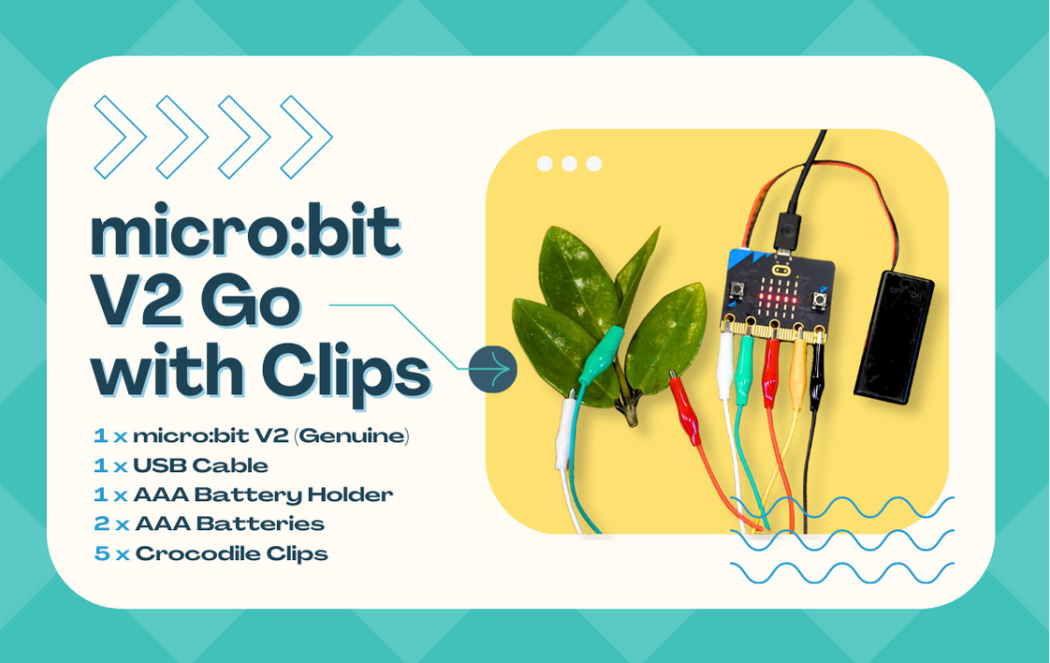 micro:bit
V2 Go
with Clips
1 x micro:bit V2 (Genuine)
1 x USB Cable
1 x AAA Battery Holder
2 x AAA Batteries
5 x Crocodile Clips